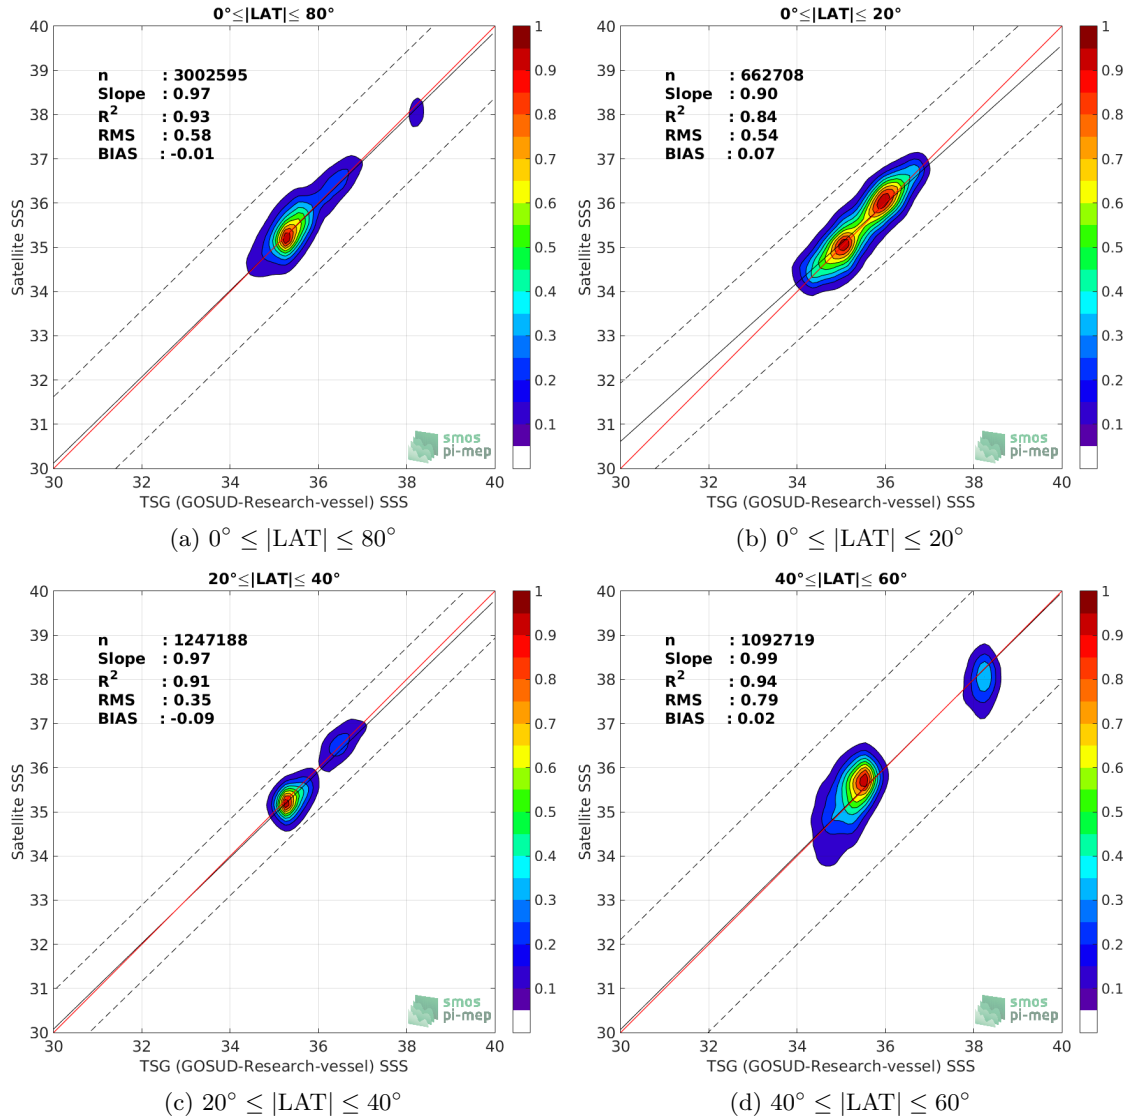 0°≤|LAT|≤ 80°
n : 3002595
Slope : 0.97
R² : 0.93
RMS : 0.58
BIAS : -0.01
40
39
38
37
36
35
34
33
32
31
30
30 32 34 36 38 40
Satellite SSS
TSG (GOSUD-Research-vessel) SSS
smos
pi-mep
1
0.9
0.8
0.7
0.6
0.5
0.4
0.3
0.2
0.1
(a) 0° ≤ |LAT| ≤ 80°
0°≤|LAT|≤ 20°
n : 662708
Slope : 0.90
R² : 0.84
RMS : 0.54
BIAS : 0.07
40
39
38
37
36
35
34
33
32
31
30
30 32 34 36 38 40
Satellite SSS
TSG (GOSUD-Research-vessel) SSS
smos
pi-mep
1
0.9
0.8
0.7
0.6
0.5
0.4
0.3
0.2
0.1
(b) 0° ≤ |LAT| ≤ 20°
20°≤|LAT|≤ 40°
n : 1247188
Slope : 0.97
R² : 0.91
RMS : 0.35
BIAS : -0.09
40
39
38
37
36
35
34
33
32
31
30
30 32 34 36 38 40
Satellite SSS
TSG (GOSUD-Research-vessel) SSS
smos
pi-mep
1
0.9
0.8
0.7
0.6
0.5
0.4
0.3
0.2
0.1
(c) 20° ≤ |LAT| ≤ 40°
40°≤|LAT|≤ 60°
n : 1092719
Slope : 0.99
R² : 0.94
RMS : 0.79
BIAS : 0.02
40
39
38
37
36
35
34
33
32
31
30
30 32 34 36 38 40
Satellite SSS
TSG (GOSUD-Research-vessel) SSS
smos
pi-mep
1
0.9
0.8
0.7
0.6
0.5
0.4
0.3
0.2
0.1
(d) 40° ≤ |LAT| ≤ 60°